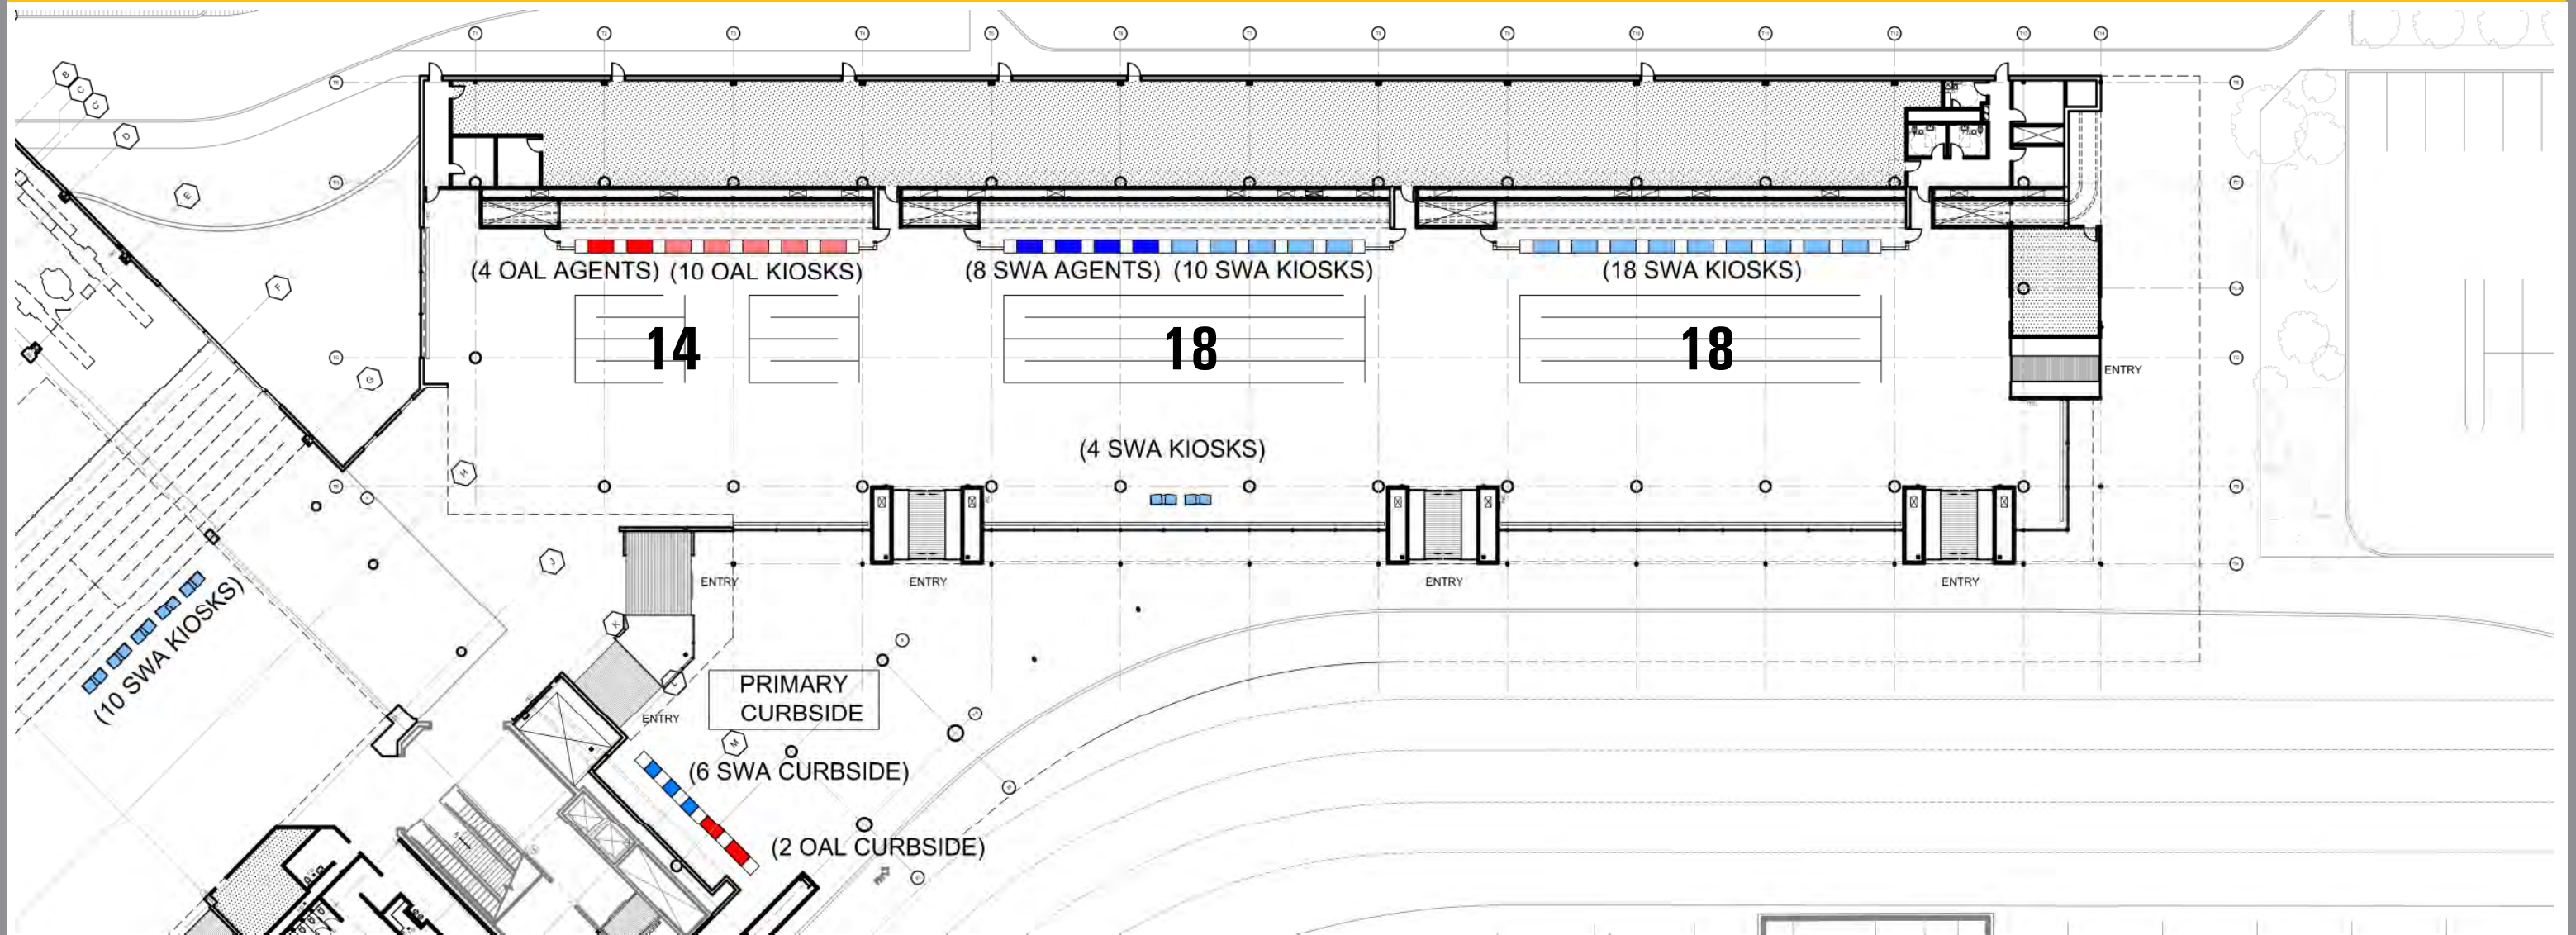 B
C
C'
D
E
F
G
H
J
K
L
M
(4 OAL AGENTS) (10 OAL KIOSKS)
(8 SWA AGENTS) (10 SWA KIOSKS)
(18 SWA KIOSKS)
14
18
18
ENTRY
(4 SWA KIOSKS)
ENTRY
ENTRY
ENTRY
ENTRY
(10 SWA KIOSKS)
ENTRY
PRIMARY
CURBSIDE
(6 SWA CURBSIDE)
(2 OAL CURBSIDE)